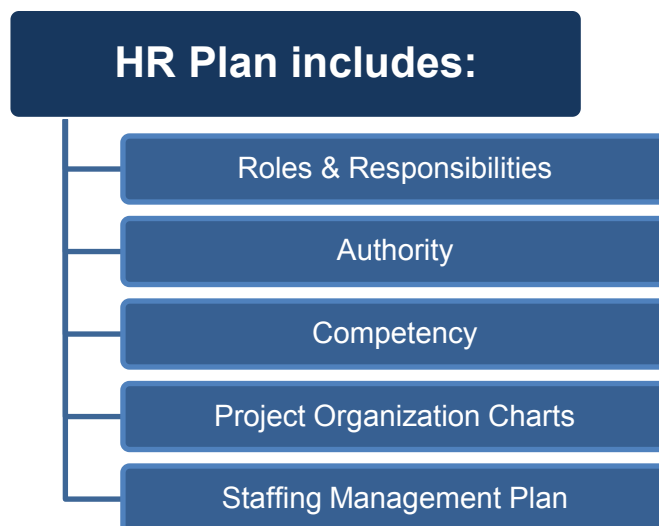 HR Plan includes:
Roles & Responsibilities
Authority
Competency
Project Organization Charts
Staffing Management Plan